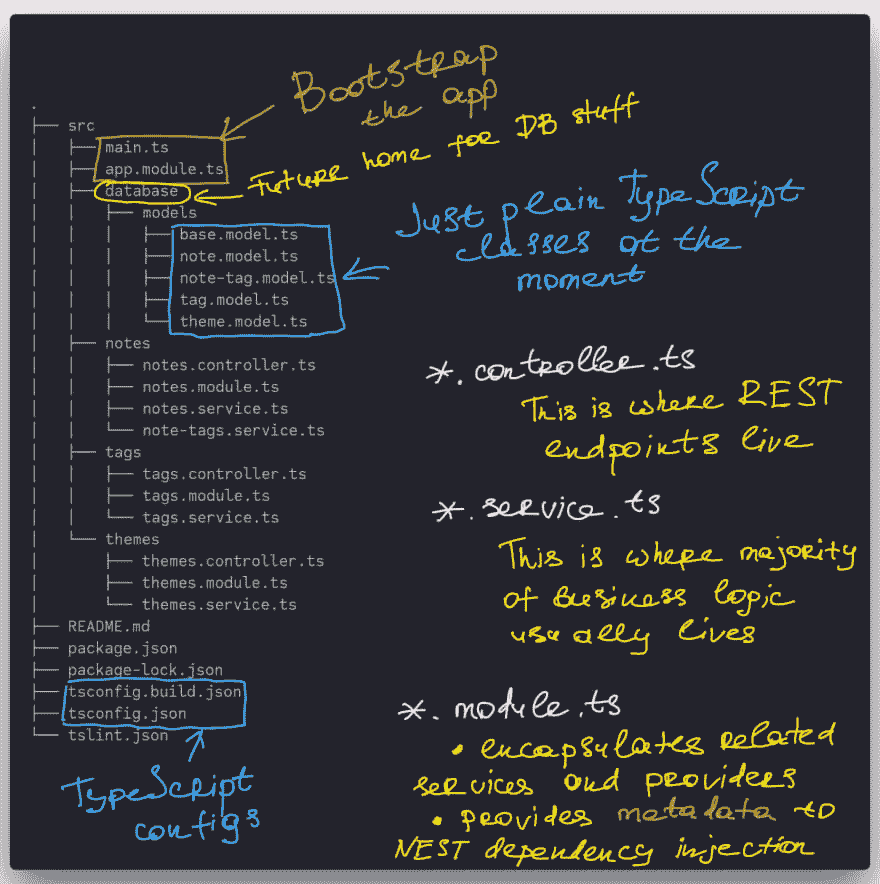 .
├── src
│   ├── main.ts
│   ├── app.module.ts
│   ├── database
│   │   ├── models
│   │   │   ├── base.model.ts
│   │   │   ├── note.model.ts
│   │   │   ├── note-tag.model.ts
│   │   │   ├── tag.model.ts
│   │   │   └── theme.model.ts
│   ├── notes
│   │   ├── notes.controller.ts
│   │   ├── notes.module.ts
│   │   ├── notes.service.ts
│   │   └── note-tags.service.ts
│   ├── tags
│   │   ├── tags.controller.ts
│   │   ├── tags.module.ts
│   │   └── tags.service.ts
│   └── themes
│       ├── themes.controller.ts
│       ├── themes.module.ts
│       └── themes.service.ts
├── README.md
├── package.json
├── package-lock.json
├── tsconfig.build.json
├── tsconfig.json
└── tslint.json
Bootstrap
the app
Future home for DB stuff
Just plain TypeScript
classes at the
moment
*.controller.ts
This is where REST
endpoints live
*.service.ts
This is where majority
of business logic
usually lives
*.module.ts
• encapsulates related
services and providers
• provides metadata to
NEST dependency injection
TypeScript
configs